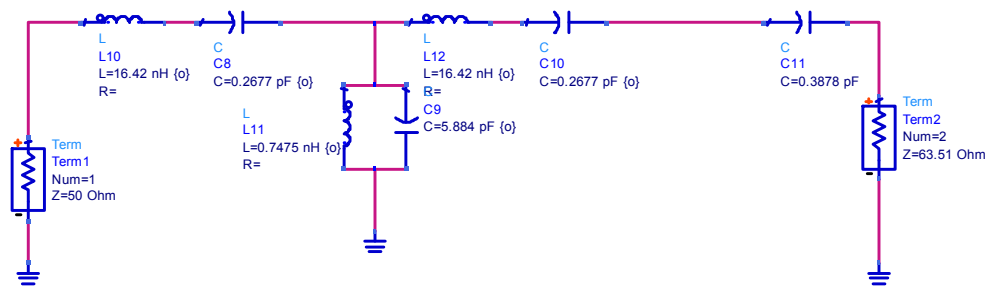 L
L10
L=16.42 nH {o}
R=
C
C8
C=0.2677 pF {o}
L
L12
L=16.42 nH {o}
R=
C
C10
C=0.2677 pF {o}
C
C11
C=0.3878 pF
L
L11
L=0.7475 nH {o}
R=
C
C9
C=5.884 pF {o}
+
Term
Term1
Num=1
Z=50 Ohm
-
+
Term
Term2
Num=2
Z=63.51 Ohm
-